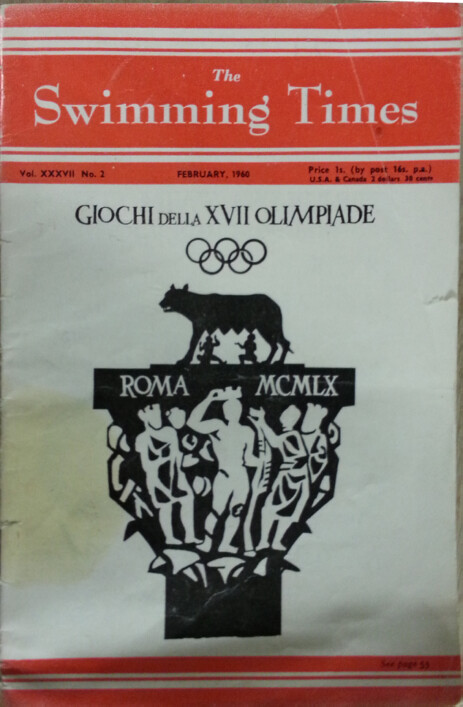 The
Swimming Times
Vol. XXXVII No. 2
FEBRUARY, 1960
Price 1s. (by post 16s. p.a.)
U.S.A. & Canada 2 dollars 38 cents
GIOCHI DELLA XVII OLIMPIADE
ROMA MCMLX
See page 53